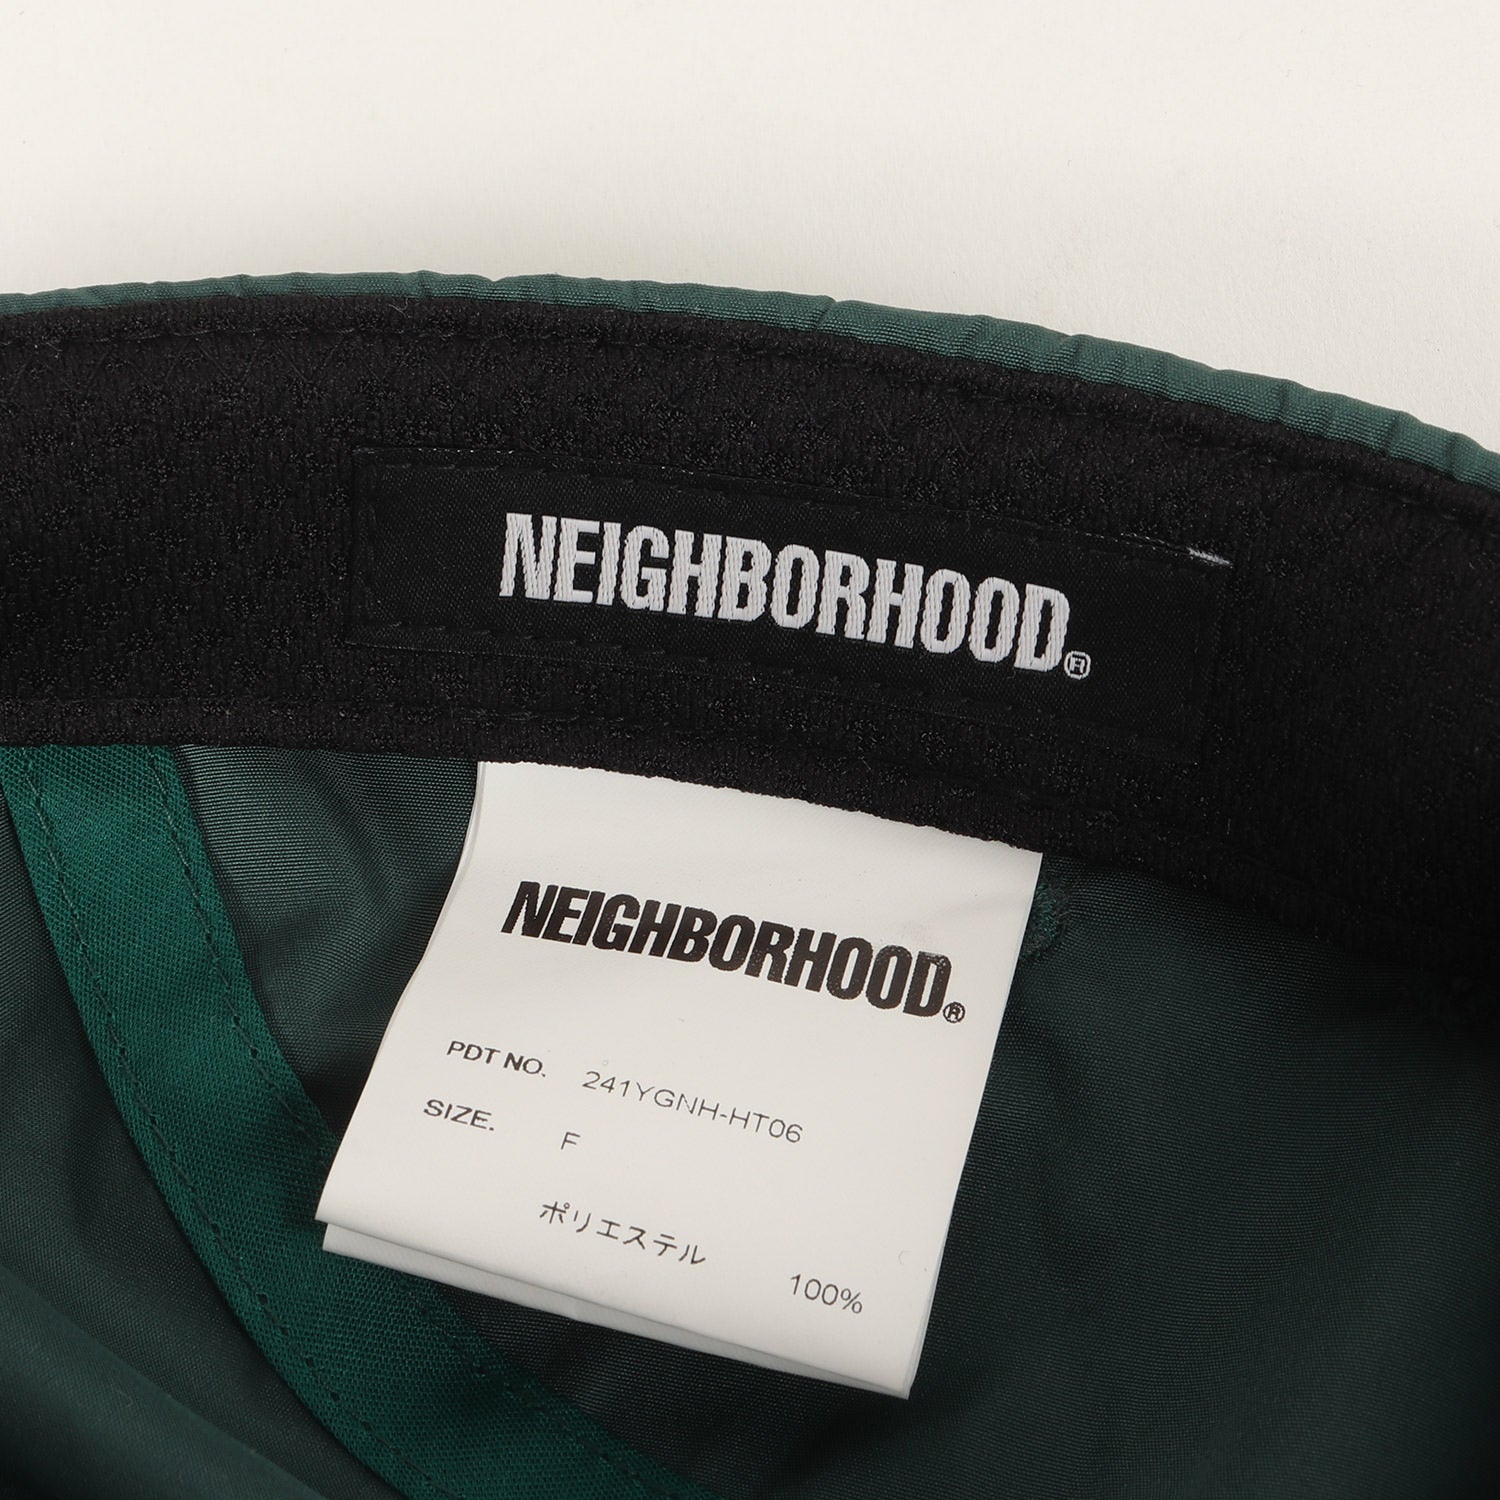 NEIGHBORHOOD®
NEIGHBORHOOD®
PDT NO. 241YGNH-HT06
SIZE. F
ポリエステル 100%